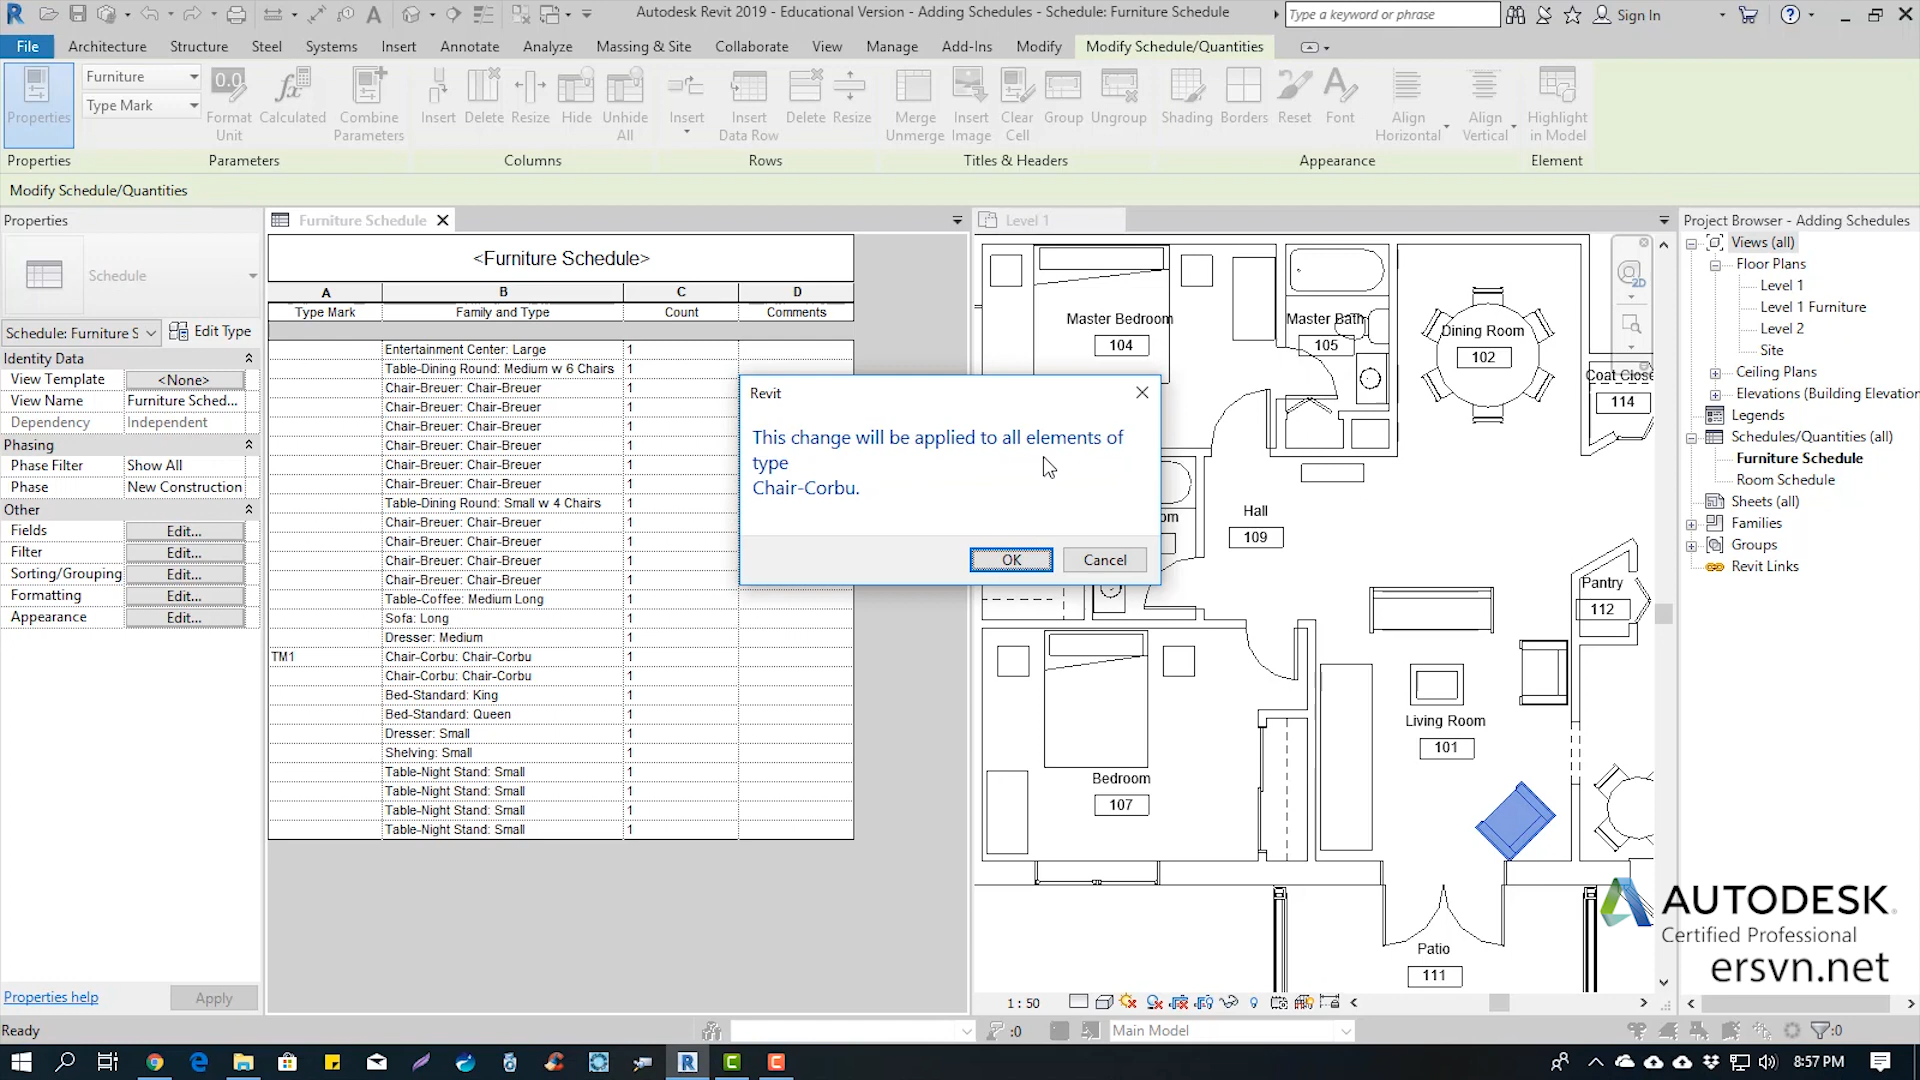 Autodesk Revit 2019 - Educational Version - Adding Schedules - Schedule: Furniture Schedule
Type a keyword or phrase
Sign In
File
Architecture
Structure
Steel
Systems
Insert
Annotate
Analyze
Massing & Site
Collaborate
View
Manage
Add-Ins
Modify
Modify Schedule/Quantities
Properties
Furniture
Type Mark
Format Unit
Calculated
Combine Parameters
Insert
Delete
Resize
Hide
Unhide All
Insert
Insert Data Row
Delete
Resize
Merge Unmerge
Insert Image
Clear Cell
Group
Ungroup
Shading
Borders
Reset
Font
Align Horizontal
Align Vertical
Highlight in Model
Properties
Parameters
Columns
Rows
Titles & Headers
Appearance
Element
Modify Schedule/Quantities
Properties
Schedule
Schedule: Furniture S
Edit Type
Identity Data
View Template <None>
View Name Furniture Sched...
Dependency Independent
Phasing
Phase Filter Show All
Phase New Construction
Other
Fields Edit...
Filter Edit...
Sorting/Grouping Edit...
Formatting Edit...
Appearance Edit...
Properties help
Apply
Furniture Schedule
<Furniture Schedule>
A B C D
Type Mark Family and Type Count Comments
Entertainment Center: Large 1
Table-Dining Round: Medium w 6 Chairs 1
Chair-Breuer: Chair-Breuer 1
Chair-Breuer: Chair-Breuer 1
Chair-Breuer: Chair-Breuer 1
Chair-Breuer: Chair-Breuer 1
Chair-Breuer: Chair-Breuer 1
Chair-Breuer: Chair-Breuer 1
Table-Dining Round: Small w 4 Chairs 1
Chair-Breuer: Chair-Breuer 1
Chair-Breuer: Chair-Breuer 1
Chair-Breuer: Chair-Breuer 1
Chair-Breuer: Chair-Breuer 1
Table-Coffee: Medium Long 1
Sofa: Long 1
Dresser: Medium 1
TM1 Chair-Corbu: Chair-Corbu 1
Chair-Corbu: Chair-Corbu 1
Bed-Standard: King 1
Bed-Standard: Queen 1
Dresser: Small 1
Shelving: Small 1
Table-Night Stand: Small 1
Table-Night Stand: Small 1
Table-Night Stand: Small 1
Table-Night Stand: Small 1
Revit
This change will be applied to all elements of
type
Chair-Corbu.
OK
Cancel
Level 1
2D
Master Bedroom
104
Master Bath
105
Dining Room
102
Coat Close
114
om
Hall
109
Pantry
112
Living Room
101
Bedroom
107
Patio
111
1 : 50
Project Browser - Adding Schedules
Views (all)
Floor Plans
Level 1
Level 1 Furniture
Level 2
Site
Ceiling Plans
Elevations (Building Elevation
Legends
Schedules/Quantities (all)
Furniture Schedule
Room Schedule
Sheets (all)
Families
Groups
Revit Links
AUTODESK
Certified Professional
ersvn.net
Ready
:0
Main Model
:0
8:57 PM